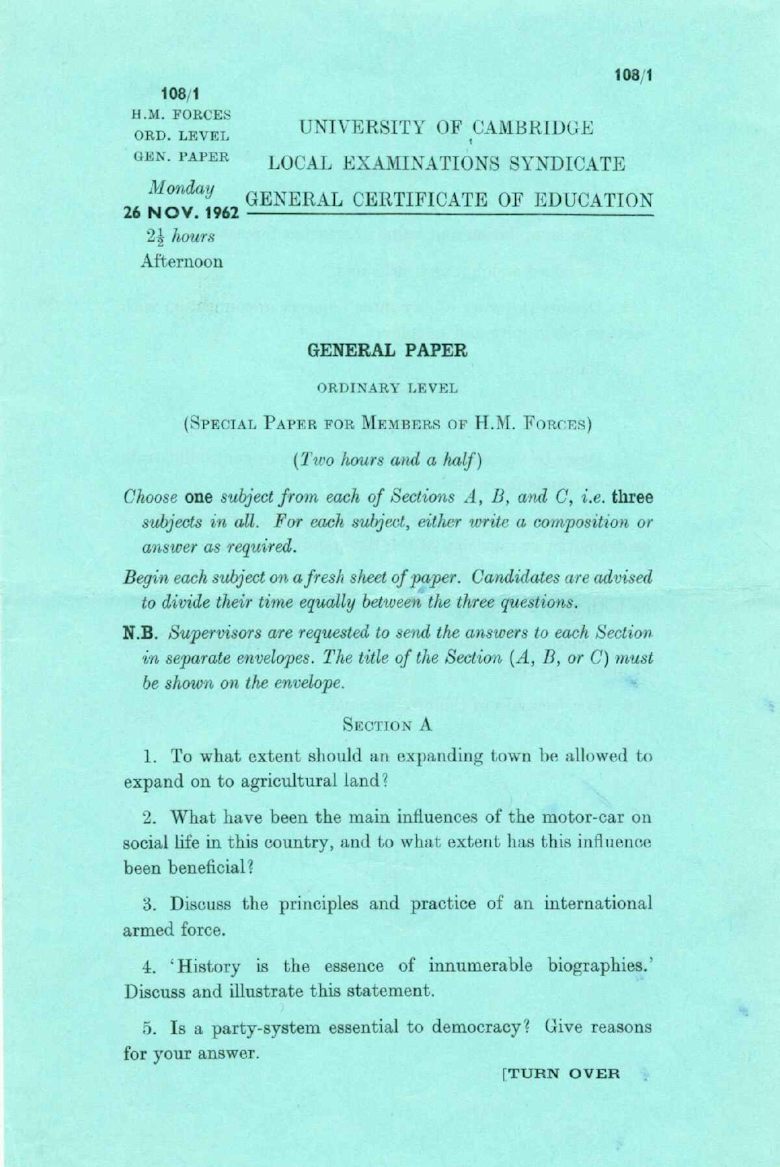 108/1
108/1
H.M. FORCES
ORD. LEVEL
GEN. PAPER
Monday
26 NOV. 1962
2½ hours
Afternoon
UNIVERSITY OF CAMBRIDGE
LOCAL EXAMINATIONS SYNDICATE
GENERAL CERTIFICATE OF EDUCATION
GENERAL PAPER
ORDINARY LEVEL
(SPECIAL PAPER FOR MEMBERS OF H.M. FORCES)
(Two hours and a half)
Choose one subject from each of Sections A, B, and C, i.e. three
subjects in all. For each subject, either write a composition or
answer as required.
Begin each subject on a fresh sheet of paper. Candidates are advised
to divide their time equally between the three questions.
N.B. Supervisors are requested to send the answers to each Section
in separate envelopes. The title of the Section (A, B, or C) must
be shown on the envelope.
SECTION A
1. To what extent should an expanding town be allowed to
expand on to agricultural land?
2. What have been the main influences of the motor-car on
social life in this country, and to what extent has this influence
been beneficial?
3. Discuss the principles and practice of an international
armed force.
4. ‘History is the essence of innumerable biographies.’
Discuss and illustrate this statement.
5. Is a party-system essential to democracy? Give reasons
for your answer.
[TURN OVER